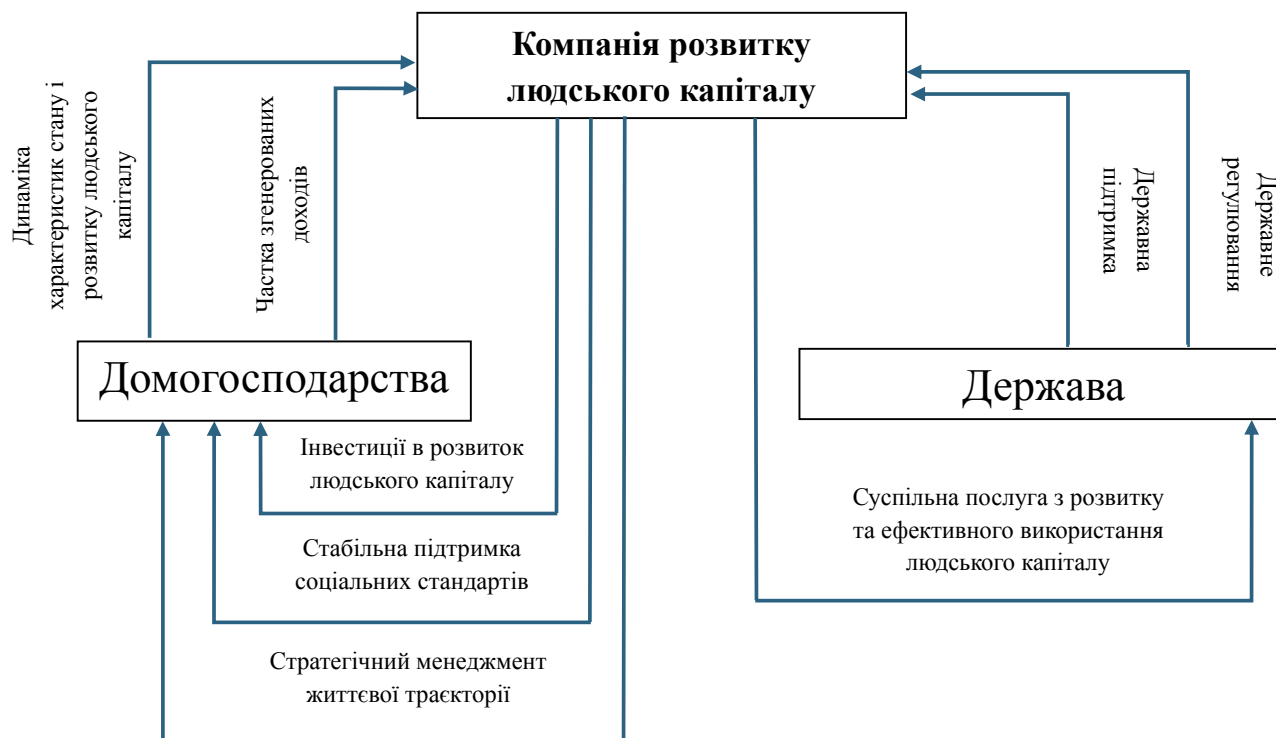 Компанія розвитку
людського капіталу
Динаміка
характеристик стану і
розвитку людського
капіталу
Частка згенерованих
доходів
Державна
підтримка
Державне
регулювання
Домогосподарства
Держава
Інвестиції в розвиток
людського капіталу
Стабільна підтримка
соціальних стандартів
Стратегічний менеджмент
життєвої траєкторії
Суспільна послуга з розвитку
та ефективного використання
людського капіталу